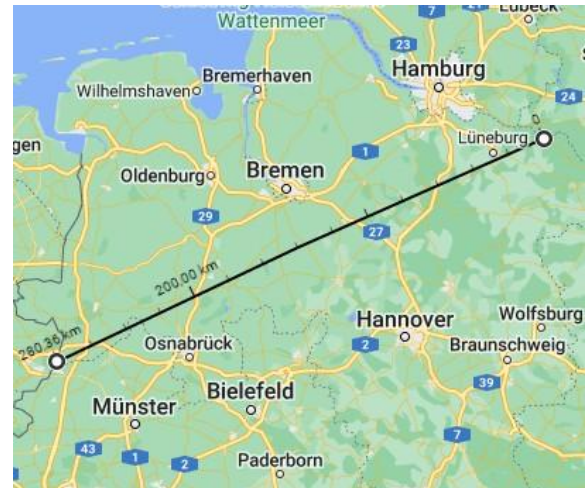 Wattenmeer
7
23
Lübeck
Hamburg
24
Bremerhaven
Wilhelmshaven
gen
0
Lüneburg
1
Oldenburg
Bremen
29
27
200,00 km
280,36 km
Hannover
Wolfsburg
Osnabrück
2
Braunschweig
Bielefeld
39
Münster
7
43
1
2
Paderborn